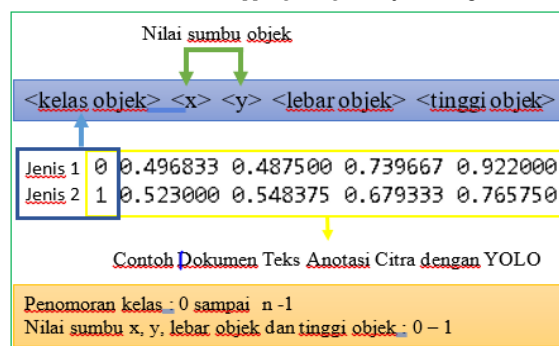 Nilai sumbu objek
<kelas objek> <x> <y> <lebar objek> <tinggi objek>
Jenis 1 0 0.496833 0.487500 0.739667 0.922000
Jenis 2 1 0.523000 0.548375 0.679333 0.765750
Contoh Dokumen Teks Anotasi Citra dengan YOLO
Penomoran kelas : 0 sampai n -1
Nilai sumbu x, y, lebar objek dan tinggi objek : 0 – 1